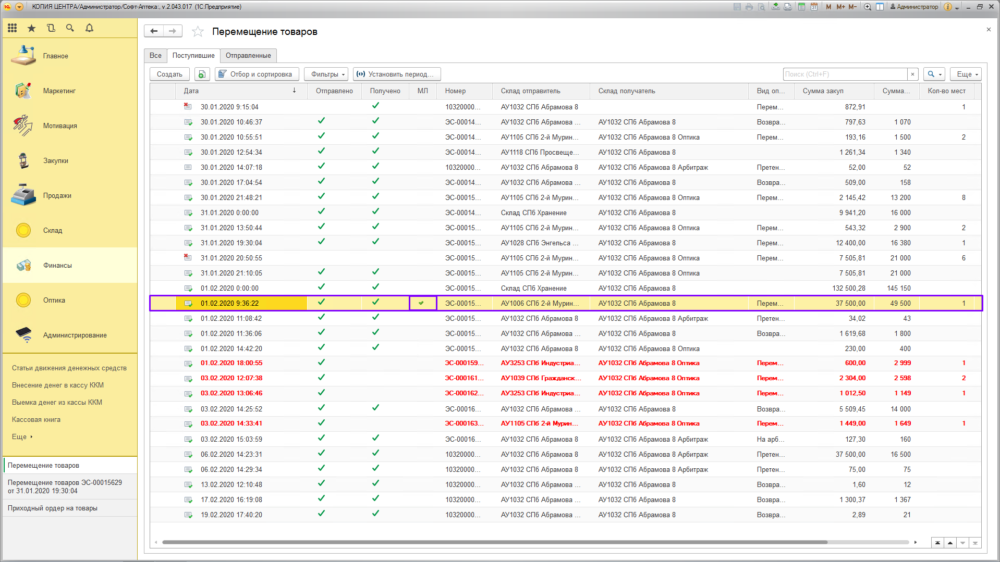 КОПИЯ ЦЕНТРА/Администратор/Софт-Аптека:, v.2.043.017 (1С:Предприятие)
M M+ M- Администратор
Главное
Маркетинг
Мотивация
Закупки
Продажи
Склад
Финансы
Оптика
Администрирование
Статьи движения денежных средств
Внесение денег в кассу ККМ
Выемка денег из кассы ККМ
Кассовая книга
Еще
Перемещение товаров
Перемещение товаров ЭС-00015629
от 31.01.2020 19:30:04
Приходный ордер на товары
Перемещение товаров
Все Поступившие Отправленные
Создать Отбор и сортировка Фильтры Установить период... Поиск (Ctrl+F) × Еще
Дата ↓ Отправлено Получено МЛ Номер Склад отправитель Склад получатель Вид оп... Сумма закуп Сумма... Кол-во мест
30.01.2020 9:15:04 10320000... АУ1032 СПб Абрамова 8 Перем... 872,91 1
30.01.2020 10:46:37 ЭС-00014... АУ1032 СПб Абрамова ... АУ1032 СПб Абрамова 8 Возвра... 797,63 1 070
30.01.2020 10:55:51 ЭС-00014... АУ1105 СПб 2-й Мурин... АУ1032 СПб Абрамова 8 Оптика Перем... 193,16 1 500 2
30.01.2020 12:54:34 ЭС-00014... АУ1118 СПб Просвеще... АУ1032 СПб Абрамова 8 1 261,34 1 340
30.01.2020 14:07:18 10320000... АУ1032 СПб Абрамова 8 АУ1032 СПб Абрамова 8 Арбитраж Претен... 52,00 52
30.01.2020 17:04:54 ЭС-00014... АУ1032 СПб Абрамова ... АУ1032 СПб Абрамова 8 Возвра... 509,00 158
30.01.2020 21:48:21 ЭС-00015... АУ1105 СПб 2-й Мурин... АУ1032 СПб Абрамова 8 Оптика Перем... 2 145,42 13 200 8
31.01.2020 0:00:00 ЭС-00014... Склад СПб Хранение АУ1032 СПб Абрамова 8 9 941,20 16 000
31.01.2020 13:50:44 ЭС-00015... АУ1105 СПб 2-й Мурин... АУ1032 СПб Абрамова 8 Оптика Перем... 543,32 2 900 2
31.01.2020 19:30:04 ЭС-00015... АУ1028 СПб Энгельса ... АУ1032 СПб Абрамова 8 Перем... 12 400,00 16 380 1
31.01.2020 20:50:55 ЭС-00015... АУ1105 СПб 2-й Мурин... АУ1032 СПб Абрамова 8 Оптика Перем... 7 505,81 21 000 6
31.01.2020 21:10:05 ЭС-00015... АУ1105 СПб 2-й Мурин... АУ1032 СПб Абрамова 8 Оптика 7 505,81 21 000
01.02.2020 0:00:00 ЭС-00015... Склад СПб Хранение АУ1032 СПб Абрамова 8 132 500,28 145 150
01.02.2020 9:36:22 ЭС-00015... АУ1006 СПб 2-й Мурин... АУ1032 СПб Абрамова 8 Перем... 37 500,00 49 500 1
01.02.2020 11:08:42 ЭС-00015... АУ1032 СПб Абрамова 8 АУ1032 СПб Абрамова 8 Арбитраж Претен... 34,02 43
01.02.2020 11:36:06 ЭС-00015... АУ1032 СПб Абрамова ... АУ1032 СПб Абрамова 8 Возвра... 1 619,68 1 800
01.02.2020 14:42:20 ЭС-00015... АУ1032 СПб Абрамова 8 АУ1032 СПб Абрамова 8 Оптика 230,00 400
01.02.2020 18:00:55 ЭС-000159... АУ3253 СПб Индустриа... АУ1032 СПб Абрамова 8 Оптика Перем... 600,00 2 999 1
03.02.2020 12:07:38 ЭС-000161... АУ1039 СПб Гражданск... АУ1032 СПб Абрамова 8 Оптика Перем... 2 304,00 2 598 2
03.02.2020 13:06:46 ЭС-000162... АУ3253 СПб Индустриа... АУ1032 СПб Абрамова 8 Оптика Перем... 1 012,50 1 149 1
03.02.2020 14:25:52 ЭС-00016... АУ1032 СПб Абрамова ... АУ1032 СПб Абрамова 8 Возвра... 5 509,45 14 000
03.02.2020 14:33:41 ЭС-000163... АУ1105 СПб 2-й Мурин... АУ1032 СПб Абрамова 8 Оптика Перем... 1 449,00 1 649 1
03.02.2020 15:03:59 ЭС-00016... АУ1032 СПб Абрамова 8 АУ1032 СПб Абрамова 8 Арбитраж На арб... 127,30 160
06.02.2020 14:23:31 10320000... АУ1032 СПб Абрамова 8 АУ1032 СПб Абрамова 8 Арбитраж Претен... 37 500,00 16 500
06.02.2020 14:29:34 10320000... АУ1032 СПб Абрамова 8 АУ1032 СПб Абрамова 8 Арбитраж Претен... 75,00 75
13.02.2020 12:10:48 10320000... АУ1032 СПб Абрамова ... АУ1032 СПб Абрамова 8 Возвра... 1,60 12
17.02.2020 16:19:08 10320000... АУ1032 СПб Абрамова ... АУ1032 СПб Абрамова 8 Возвра... 1 300,37 1 367
19.02.2020 17:40:20 10320000... АУ1032 СПб Абрамова ... АУ1032 СПб Абрамова 8 Возвра... 2,89 21